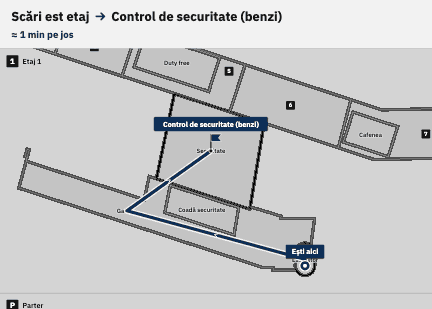 Scări est etaj → Control de securitate (benzi)
≈ 1 min pe jos
1 Etaj 1
Duty free
5
6
Cafenea
7
Control de securitate (benzi)
Coadă securitate
Ești aici
P Parter